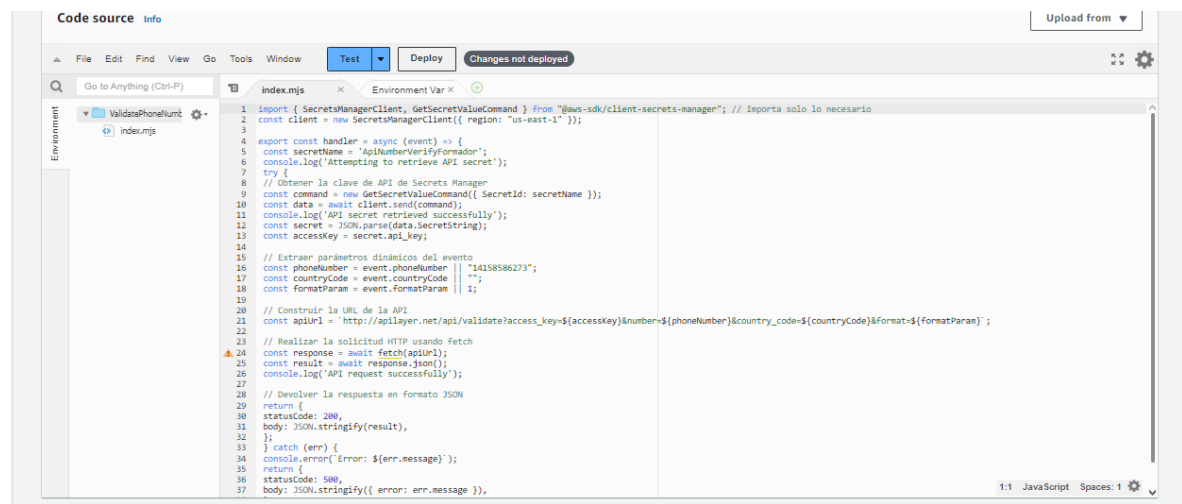 Code source Info
Upload from
File Edit Find View Go Tools Window Test Deploy Changes not deployed
Go to Anything (Ctrl-P)
index.mjs
Environment Var
Environment
ValidatePhoneNumb
index.mjs
1 import { SecretsManagerClient, GetSecretValueCommand } from "@aws-sdk/client-secrets-manager"; // Importa solo lo necesario
2 const client = new SecretsManagerClient({ region: "us-east-1" });
3
4 export const handler = async (event) => {
5 const secretName = 'ApiNumberVerifyFormador';
6 console.log('Attempting to retrieve API secret');
7 try {
8 // Obtener la clave de API de Secrets Manager
9 const command = new GetSecretValueCommand({ SecretId: secretName });
10 const data = await client.send(command);
11 console.log('API secret retrieved successfully');
12 const secret = JSON.parse(data.SecretString);
13 const accessKey = secret.api_key;
14
15 // Extraer parámetros dinámicos del evento
16 const phoneNumber = event.phoneNumber || "14158586273";
17 const countryCode = event.countryCode || "";
18 const formatParam = event.formatParam || 1;
19
20 // Construir la URL de la API
21 const apiUrl = `http://apilayer.net/api/validate?access_key=${accessKey}&number=${phoneNumber}&country_code=${countryCode}&format=${formatParam}`;
22
23 // Realizar la solicitud HTTP usando fetch
24 const response = await fetch(apiUrl);
25 const result = await response.json();
26 console.log('API request successfully');
27
28 // Devolver la respuesta en formato JSON
29 return {
30 statusCode: 200,
31 body: JSON.stringify(result),
32 };
33 } catch (err) {
34 console.error(`Error: ${err.message}`);
35 return {
36 statusCode: 500,
37 body: JSON.stringify({ error: err.message }),
1:1 JavaScript Spaces: 1